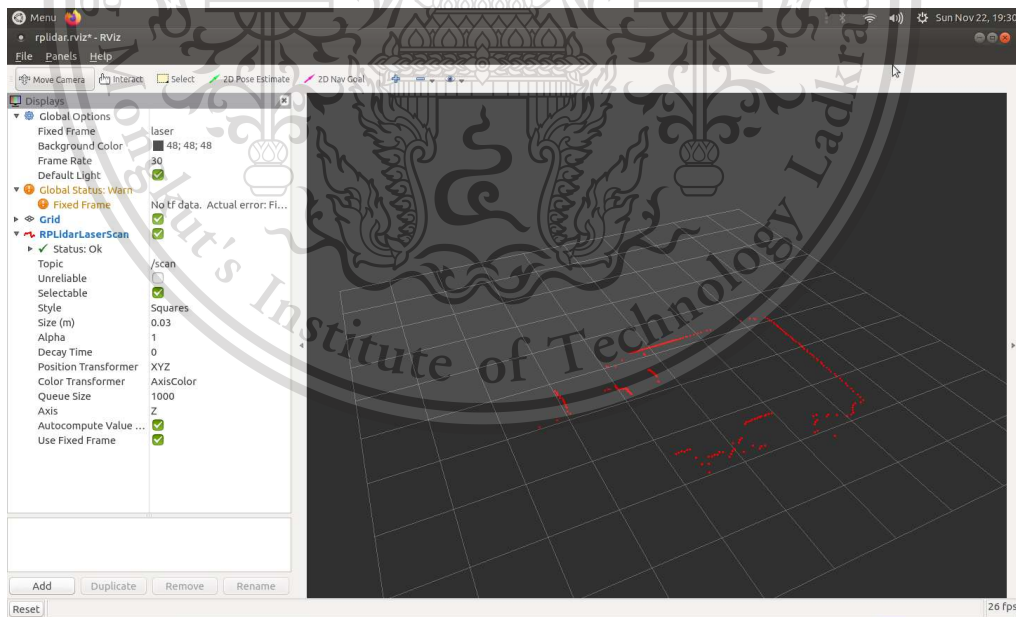 Menu
Sun Nov 22, 19:30
rplidar.rviz* - RViz
File Panels Help
Move Camera Interact Select 2D Pose Estimate 2D Nav Goal
Displays
Global Options
Fixed Frame laser
Background Color 48; 48; 48
Frame Rate 30
Default Light
Global Status: Warn
Fixed Frame No tf data. Actual error: Fi...
Grid
RPLidarLaserScan
Status: Ok
Topic /scan
Unreliable
Selectable
Style Squares
Size (m) 0.03
Alpha 1
Decay Time 0
Position Transformer XYZ
Color Transformer AxisColor
Queue Size 1000
Axis Z
Autocompute Value ...
Use Fixed Frame
Add Duplicate Remove Rename
Reset
26 fps
mongkut's Institute of Technology Ladkra